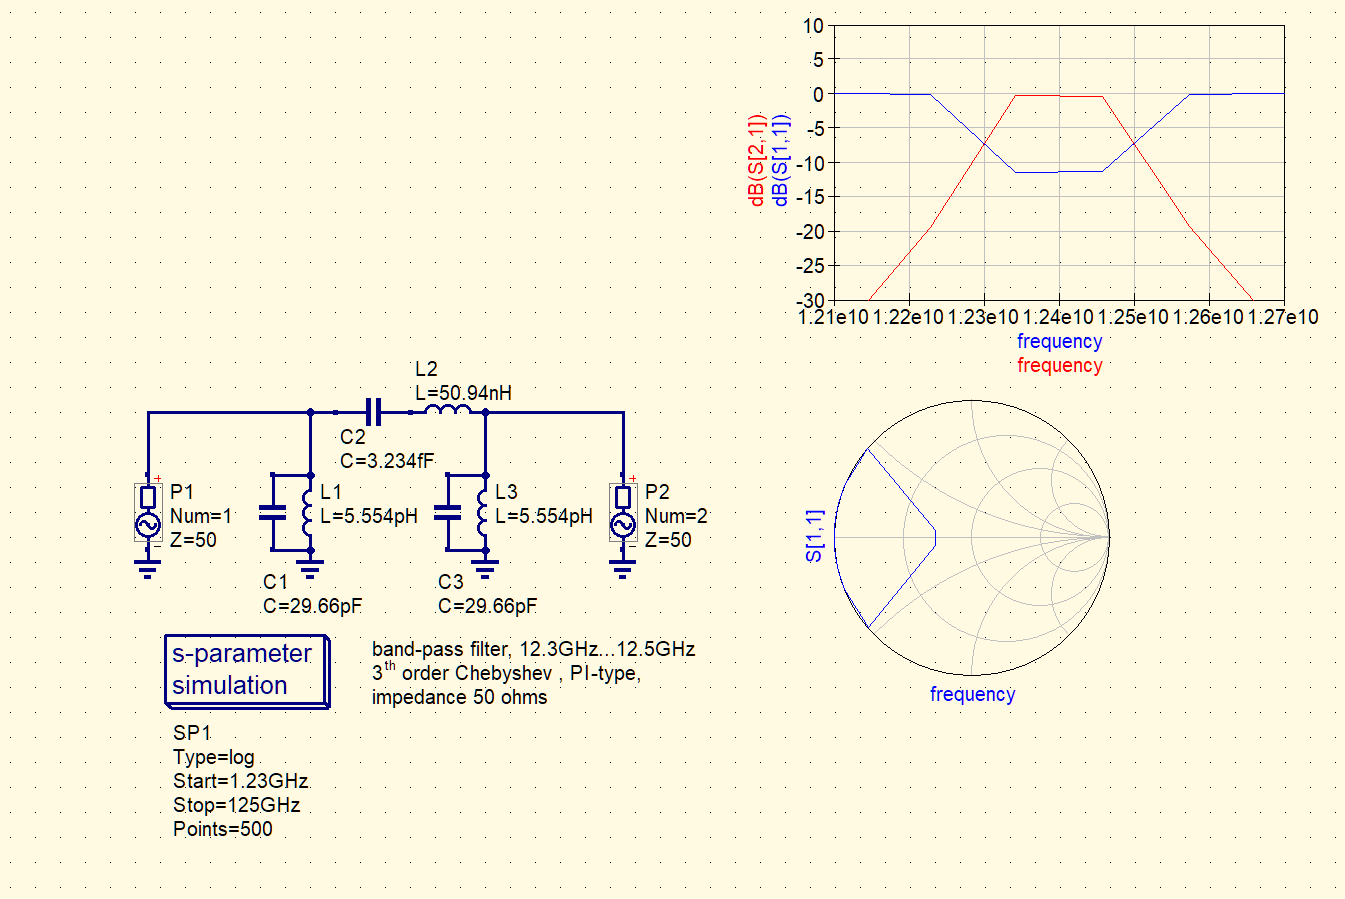 10
5
0
-5
-10
-15
-20
-25
-30
dB(S[2,1])
dB(S[1,1])
1.21e10 1.22e10 1.23e10 1.24e10 1.25e10 1.26e10 1.27e10
frequency
frequency
L2
L=50.94nH
C2
C=3.234fF
P1
Num=1
Z=50
L1
L=5.554pH
L3
L=5.554pH
P2
Num=2
Z=50
C1
C=29.66pF
C3
C=29.66pF
S[1,1]
frequency
s-parameter
simulation
band-pass filter, 12.3GHz...12.5GHz
3th order Chebyshev , PI-type,
impedance 50 ohms
SP1
Type=log
Start=1.23GHz
Stop=125GHz
Points=500